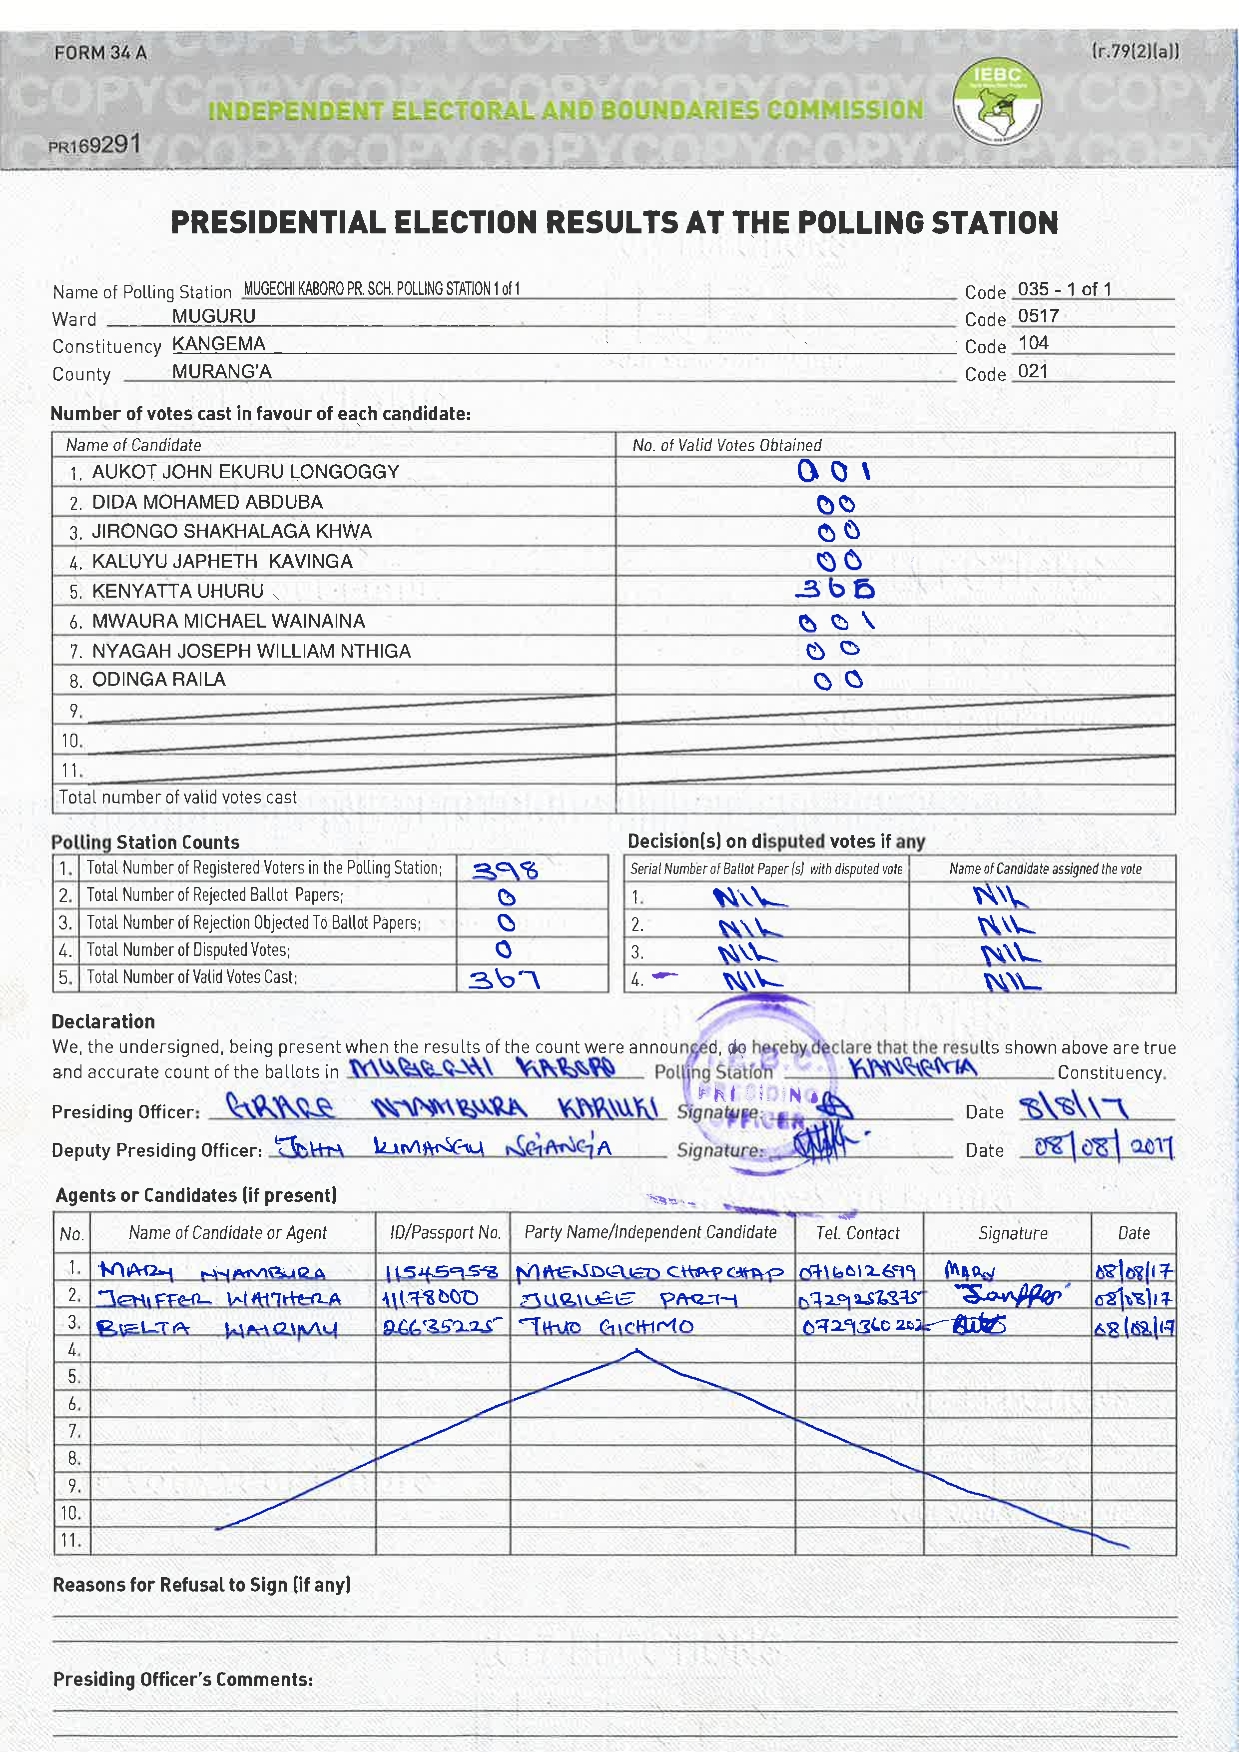 FORM 34 A
(r.79(2)(a))
IEBC
INDEPENDENT ELECTORAL AND BOUNDARIES COMMISSION
PR169291
PRESIDENTIAL ELECTION RESULTS AT THE POLLING STATION
Name of Polling Station MUGECHI KABORO PR. SCH. POLLING STATION 1 of 1 Code 035 - 1 of 1
Ward MUGURU Code 0517
Constituency KANGEMA Code 104
County MURANG'A Code 021
Number of votes cast in favour of each candidate:
Name of Candidate No. of Valid Votes Obtained
1. AUKOT JOHN EKURU LONGOGGY 001
2. DIDA MOHAMED ABDUBA 00
3. JIRONGO SHAKHALAGA KHWA 00
4. KALUYU JAPHETH KAVINGA 00
5. KENYATTA UHURU 365
6. MWAURA MICHAEL WAINAINA 001
7. NYAGAH JOSEPH WILLIAM NTHIGA 00
8. ODINGA RAILA 00
9.
10.
11.
Total number of valid votes cast
Polling Station Counts
1. Total Number of Registered Voters in the Polling Station; 398
2. Total Number of Rejected Ballot Papers; 0
3. Total Number of Rejection Objected To Ballot Papers; 0
4. Total Number of Disputed Votes; 0
5. Total Number of Valid Votes Cast; 367
Decision(s) on disputed votes if any
Serial Number of Ballot Paper (s) with disputed vote Name of Candidate assigned the vote
1. NIL NIL
2. NIL NIL
3. NIL NIL
4. NIL NIL
Declaration
We, the undersigned, being present when the results of the count were announced, do hereby declare that the results shown above are true
and accurate count of the ballots in MUGECHI KABORO Polling Station KANGEMA Constituency.
I.E.B.C.
PRESIDING
OFFICER
Presiding Officer: GRACE NYAMBURA KARIUKI Signature: Date 8/8/17
Deputy Presiding Officer: JOHN KIMANGU NG'ANG'A Signature: Date 08/08/2017
Agents or Candidates (if present)
No. Name of Candidate or Agent ID/Passport No. Party Name/Independent Candidate Tel. Contact Signature Date
1. MARY NYAMBURA 11545958 MAENDELEO CHAPCHAP 0716012699 MARY 08/08/17
2. JENIFFER WAITHERA 11178000 JUBILEE PARTY 0729256375 08/08/17
3. BIELTA WAIRIMU 26635225 THUO GICHIMO 0729360202 08/08/17
4.
5.
6.
7.
8.
9.
10.
11.
Reasons for Refusal to Sign (if any)
Presiding Officer's Comments: